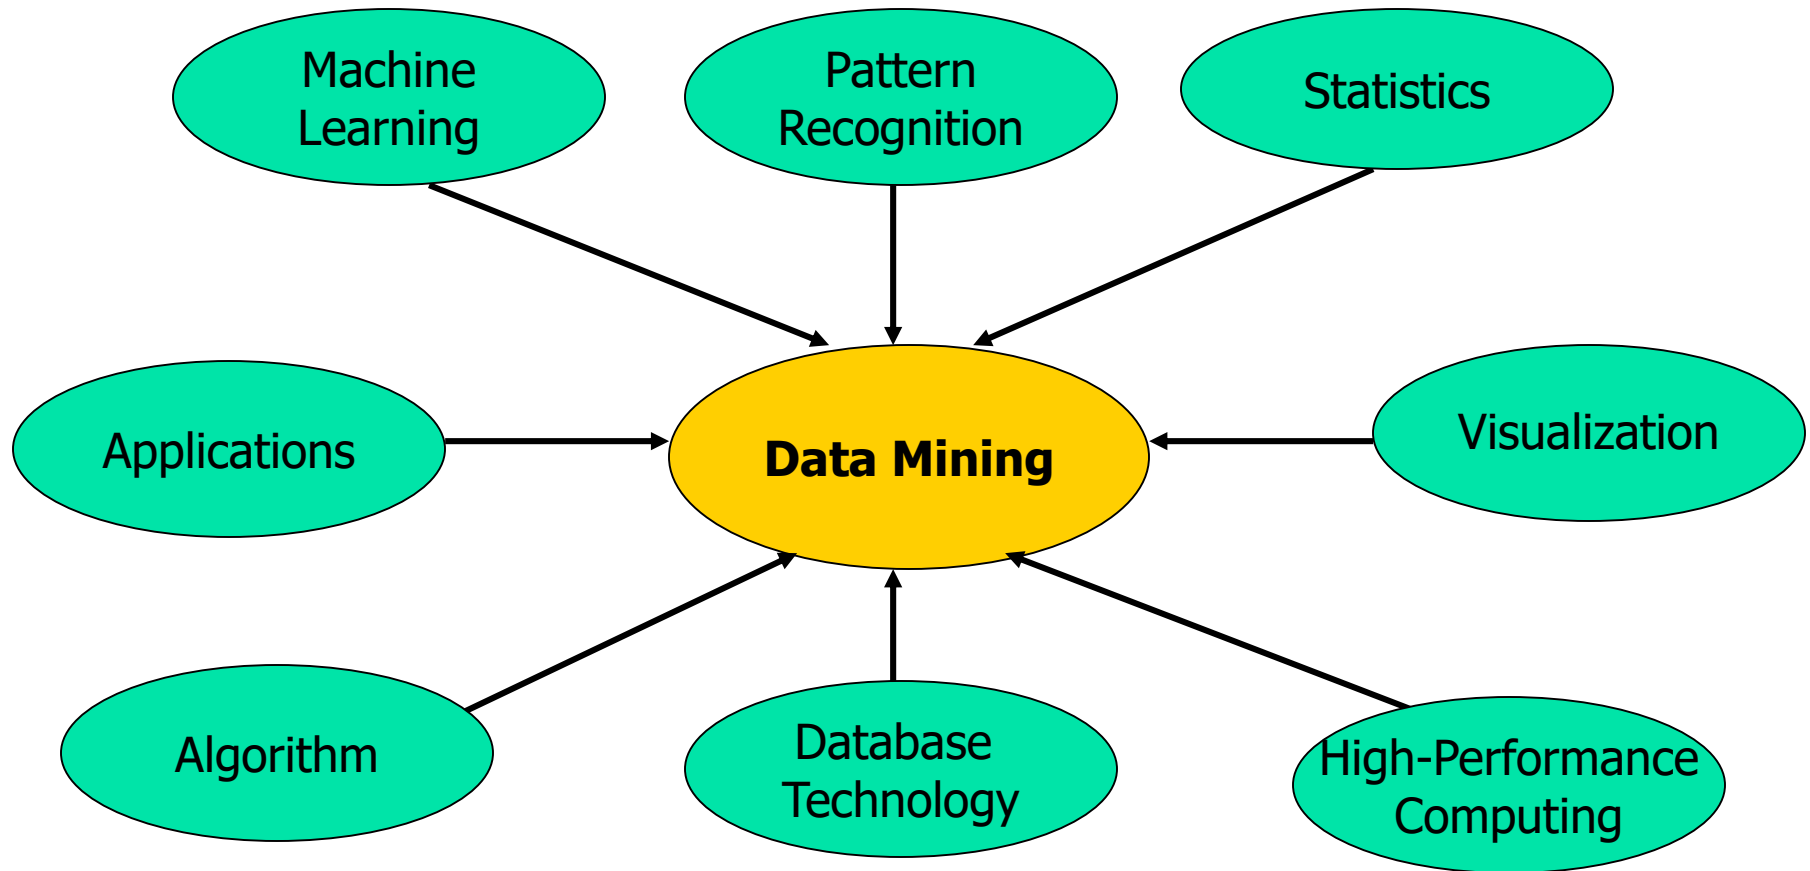 Machine
Learning
Pattern
Recognition
Statistics
Applications
Data Mining
Visualization
Algorithm
Database
Technology
High-Performance
Computing